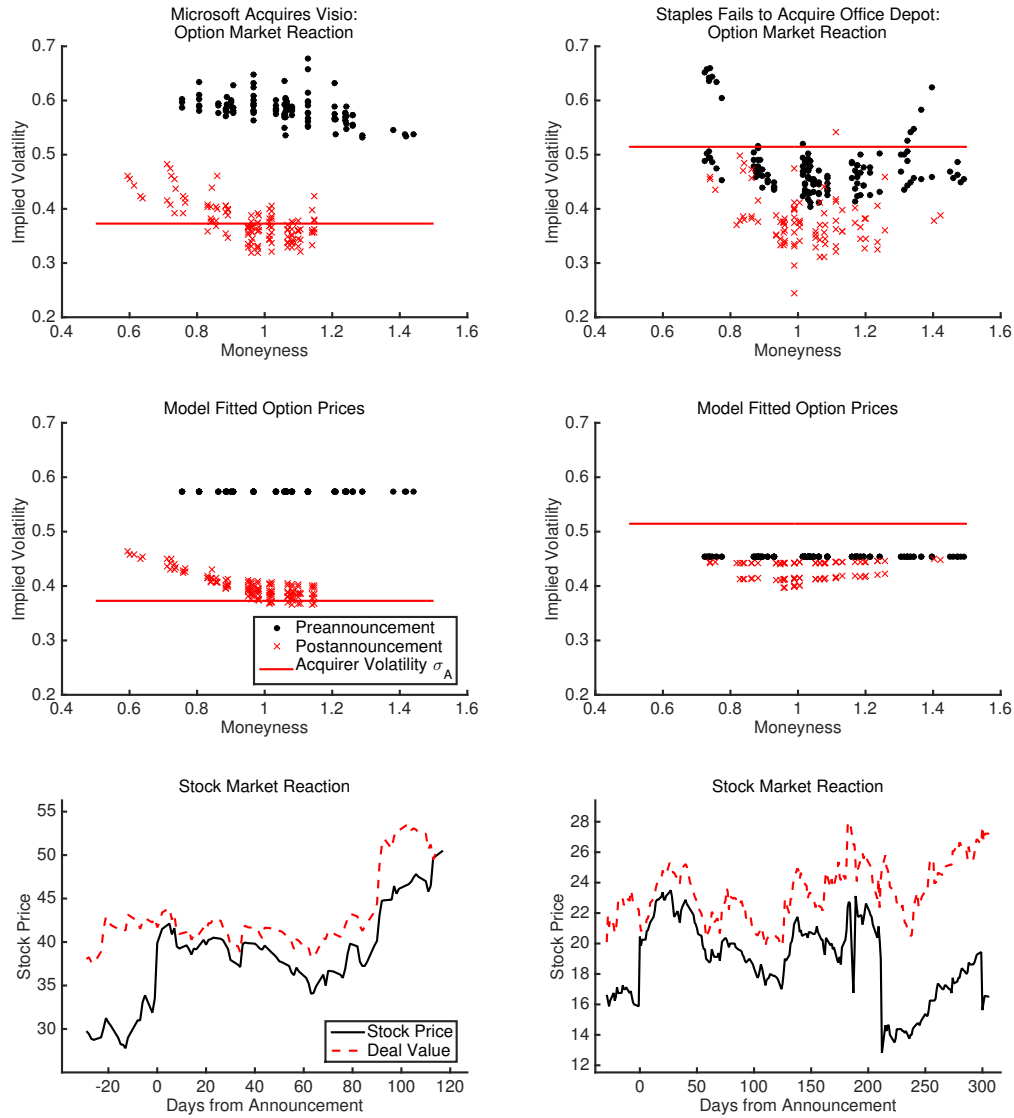 Microsoft Acquires Visio:
Option Market Reaction
0.7
0.6
0.5
0.4
0.3
0.2
Implied Volatility
0.4 0.6 0.8 1 1.2 1.4 1.6
Moneyness
Staples Fails to Acquire Office Depot:
Option Market Reaction
0.7
0.6
0.5
0.4
0.3
0.2
Implied Volatility
0.4 0.6 0.8 1 1.2 1.4 1.6
Moneyness
Model Fitted Option Prices
0.7
0.6
0.5
0.4
0.3
0.2
Implied Volatility
Preannouncement
Postannouncement
Acquirer Volatility σ_A
0.4 0.6 0.8 1 1.2 1.4 1.6
Moneyness
Model Fitted Option Prices
0.7
0.6
0.5
0.4
0.3
0.2
Implied Volatility
0.4 0.6 0.8 1 1.2 1.4 1.6
Moneyness
Stock Market Reaction
55
50
45
40
35
30
Stock Price
Stock Price
Deal Value
-20 0 20 40 60 80 100 120
Days from Announcement
Stock Market Reaction
28
26
24
22
20
18
16
14
12
Stock Price
0 50 100 150 200 250 300
Days from Announcement